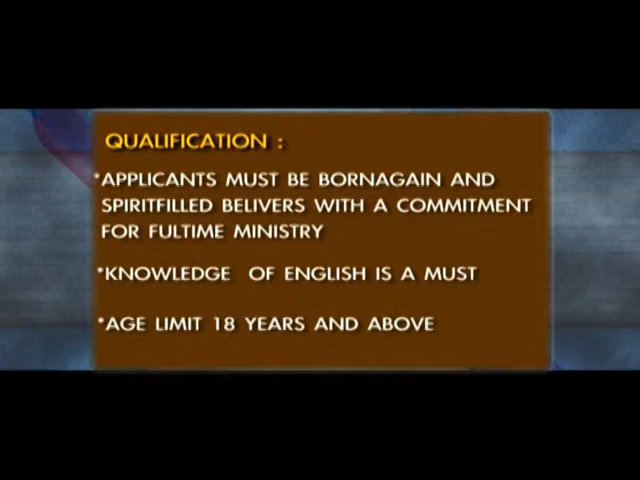 QUALIFICATION :
*APPLICANTS MUST BE BORNAGAIN AND
SPIRITFILLED BELIVERS WITH A COMMITMENT
FOR FULTIME MINISTRY
*KNOWLEDGE OF ENGLISH IS A MUST
*AGE LIMIT 18 YEARS AND ABOVE